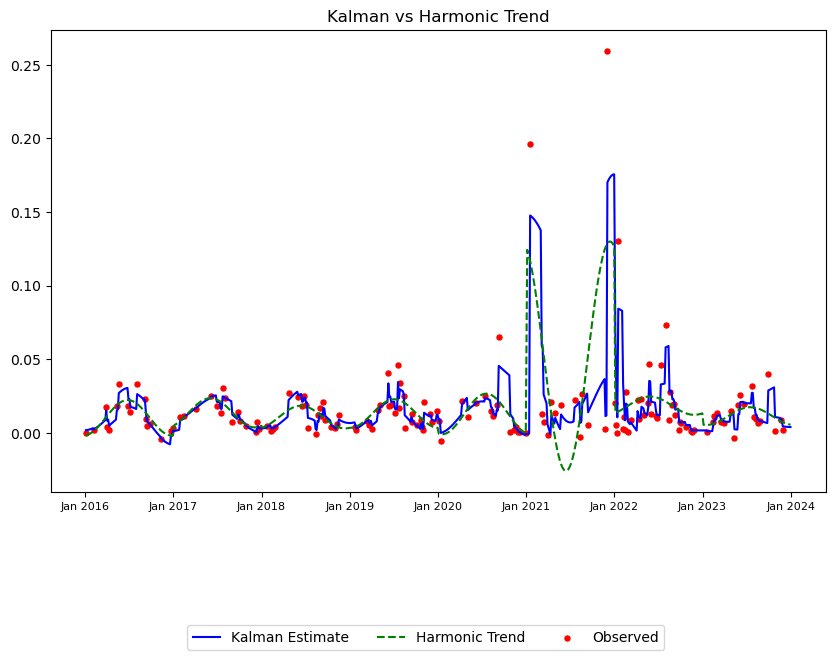 Kalman vs Harmonic Trend
0.25
0.20
0.15
0.10
0.05
0.00
Jan 2016 Jan 2017 Jan 2018 Jan 2019 Jan 2020 Jan 2021 Jan 2022 Jan 2023 Jan 2024
Kalman Estimate Harmonic Trend Observed